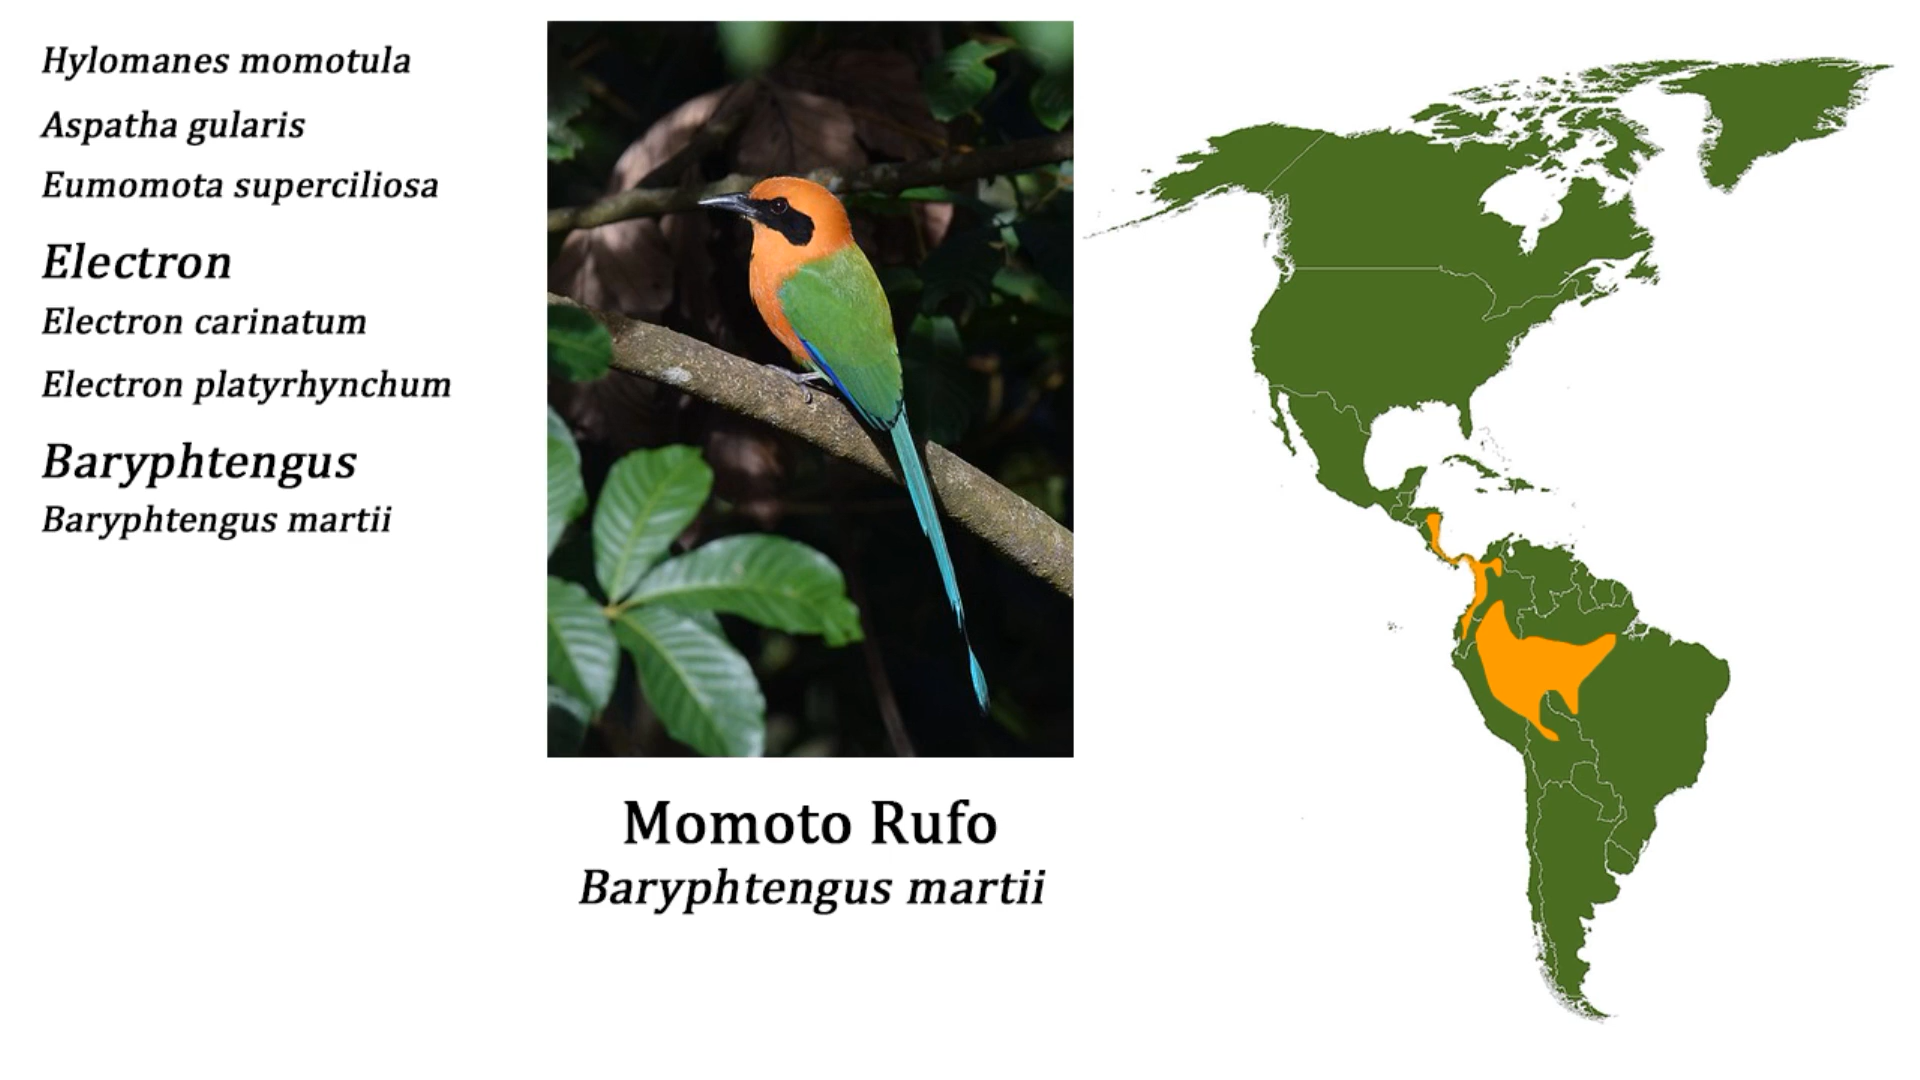 Hylomanes momotula
Aspatha gularis
Eumomota superciliosa
Electron
Electron carinatum
Electron platyrhynchum
Baryphtengus
Baryphtengus martii
Momoto Rufo
Baryphtengus martii